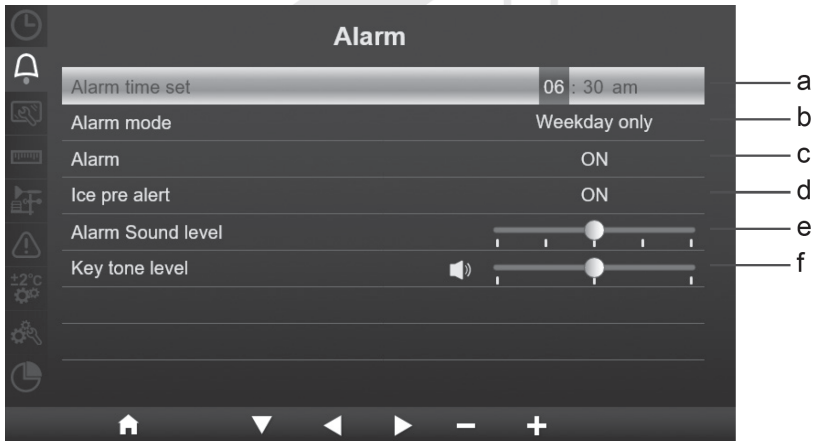 Alarm
Alarm time set 06 : 30 am a
Alarm mode Weekday only b
Alarm ON c
Ice pre alert ON d
Alarm Sound level e
Key tone level f
±2°C